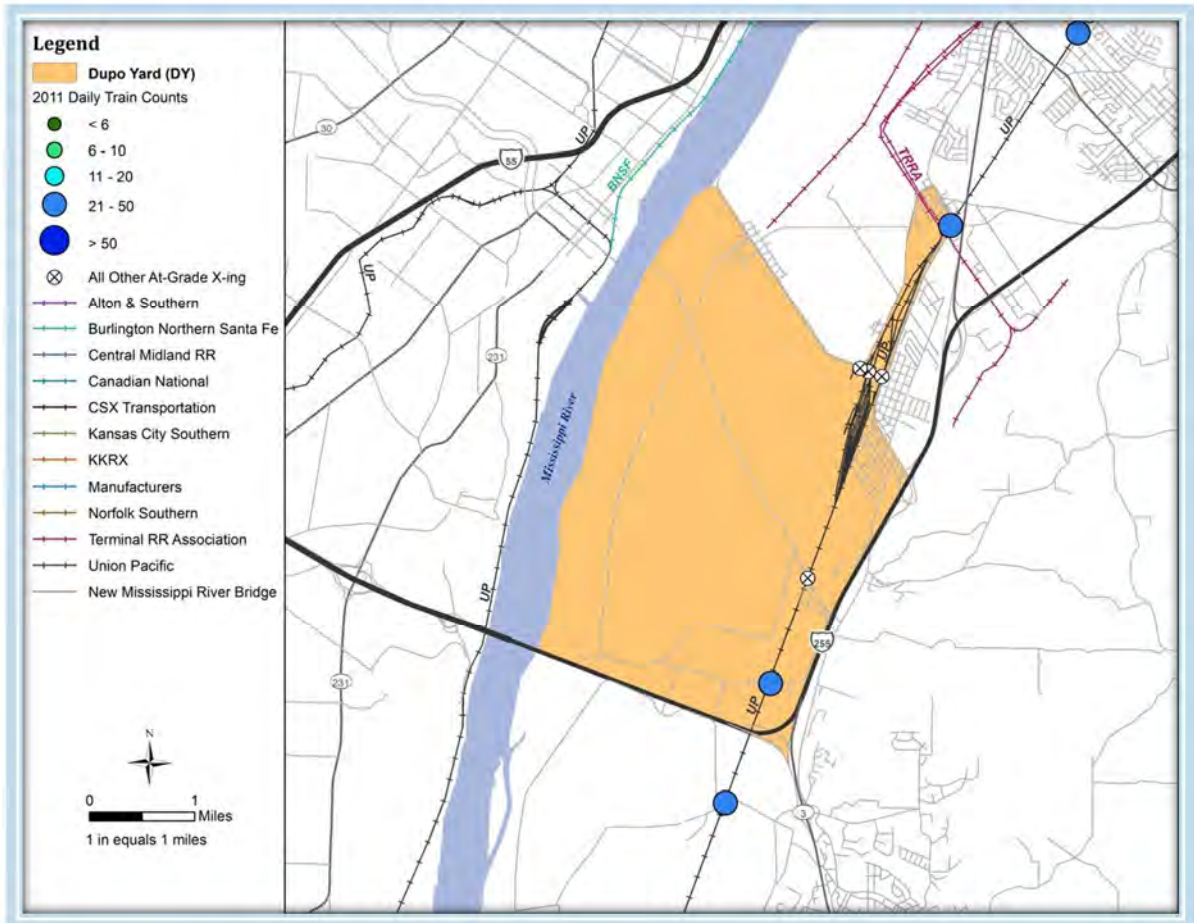 Legend
Dupo Yard (DY)
2011 Daily Train Counts
< 6
6 - 10
11 - 20
21 - 50
> 50
All Other At-Grade X-ing
Alton & Southern
Burlington Northern Santa Fe
Central Midland RR
Canadian National
CSX Transportation
Kansas City Southern
KKRX
Manufacturers
Norfolk Southern
Terminal RR Association
Union Pacific
New Mississippi River Bridge
N
0 1
Miles
1 in equals 1 miles
30
55
UP
BNSF
UP
TRRA
UP
UP
231
Mississippi River
UP
255
231
UP
3